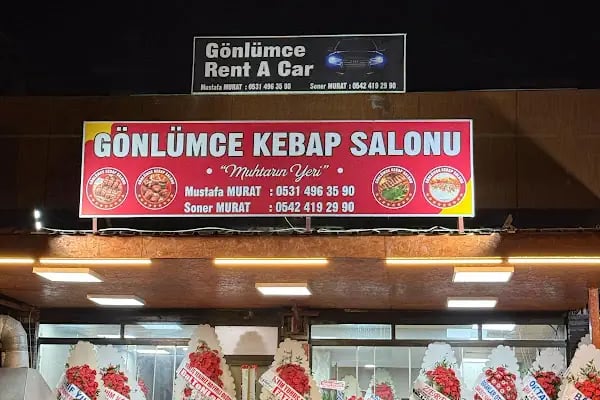 Gönlümce
Rent A Car
Mustafa MURAT : 0531 496 35 90 Soner MURAT : 0542 419 29 90
GÖNLÜMCE KEBAP SALONU
• "Muhtarın Yeri" •
Mustafa MURAT : 0531 496 35 90
Soner MURAT : 0542 419 29 90